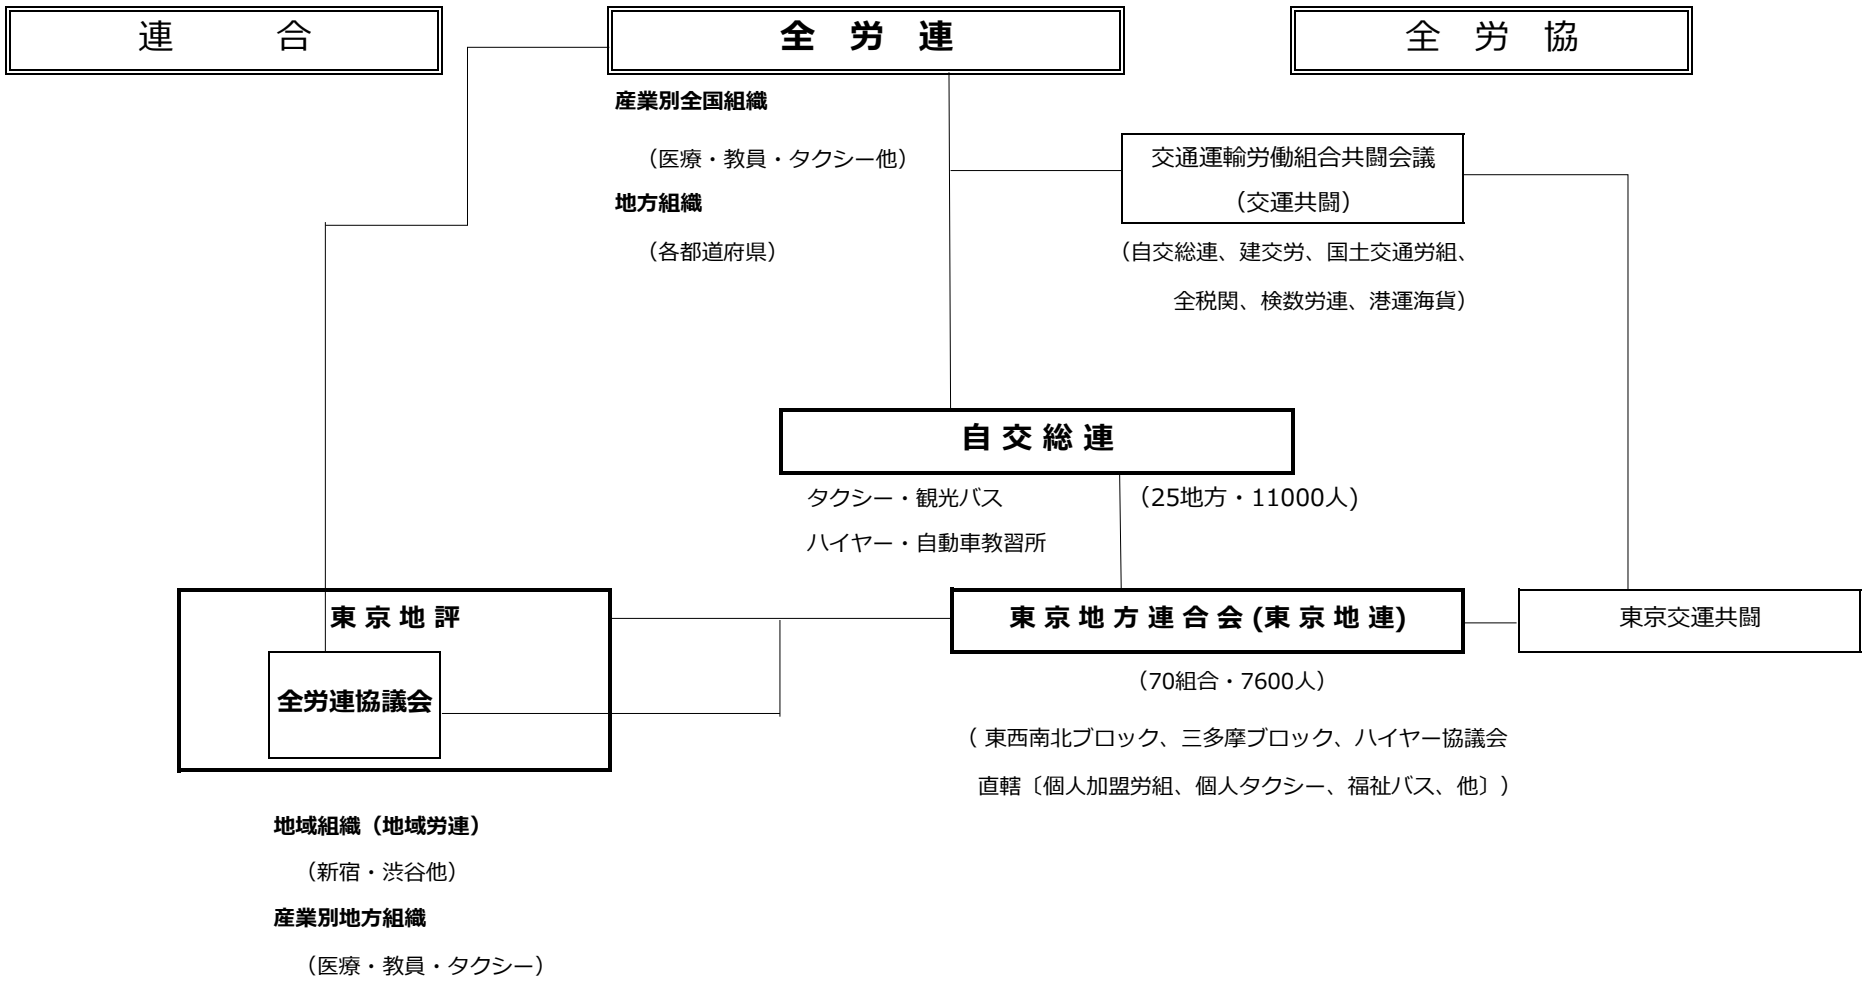 連　　合
全　労　連
全　労　協
産業別全国組織
（医療・教員・タクシー他）
地方組織
（各都道府県）
交通運輸労働組合共闘会議
（交運共闘）
（自交総連、建交労、国土交通労組、
全税関、検数労連、港運海貨）
自 交 総 連
タクシー・観光バス
（25地方・11000人)
ハイヤー・自動車教習所
東 京 地 評
全労連協議会
東 京 地 方 連 合 会 (東 京 地 連)
東京交運共闘
（70組合・7600人）
（ 東西南北ブロック、三多摩ブロック、ハイヤー協議会
直轄〔個人加盟労組、個人タクシー、福祉バス、他〕）
地域組織（地域労連）
（新宿・渋谷他）
産業別地方組織
（医療・教員・タクシー）